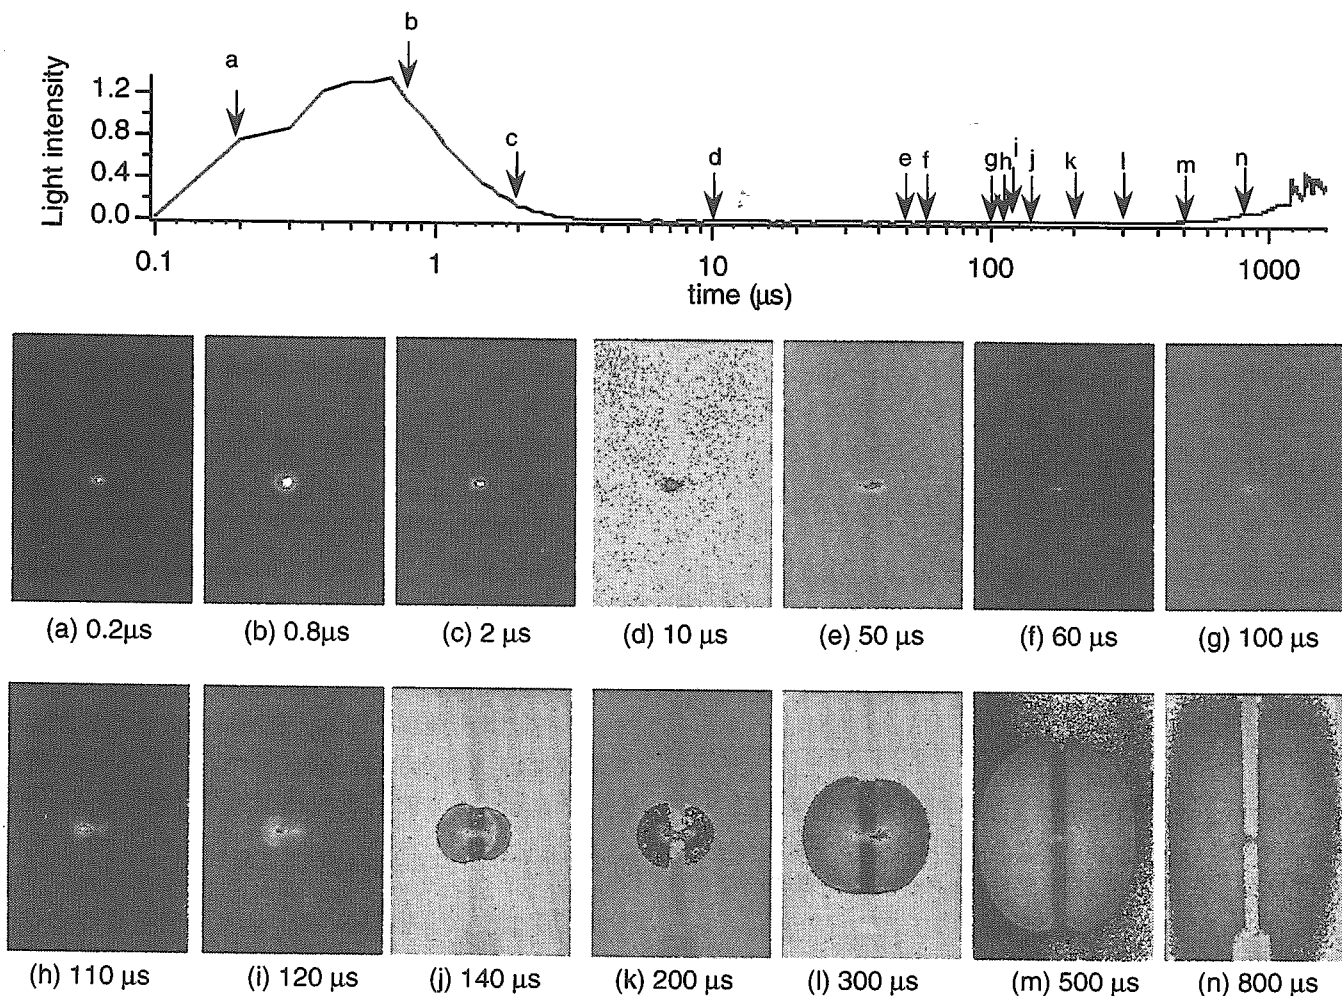 a
b
c
d
e
f
g
h
i
j
k
l
m
n
Light intensity
1.2
0.8
0.4
0.0
0.1
1
10
100
1000
time (μs)
(a) 0.2μs
(b) 0.8μs
(c) 2 μs
(d) 10 μs
(e) 50 μs
(f) 60 μs
(g) 100 μs
(h) 110 μs
(i) 120 μs
(j) 140 μs
(k) 200 μs
(l) 300 μs
(m) 500 μs
(n) 800 μs